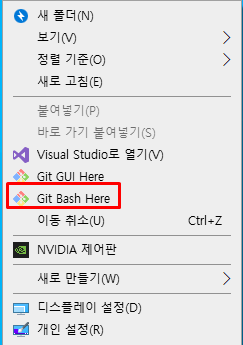 새 폴더(N)
보기(V)
정렬 기준(O)
새로 고침(E)
붙여넣기(P)
바로 가기 붙여넣기(S)
Visual Studio로 열기(V)
Git GUI Here
Git Bash Here
이동 취소(U) Ctrl+Z
NVIDIA 제어판
새로 만들기(W)
디스플레이 설정(D)
개인 설정(R)